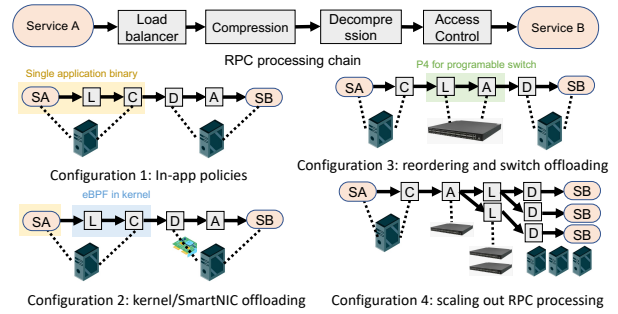 Service A
Load
balancer
Compression
Decompre
ssion
Access
Control
Service B
RPC processing chain
Single application binary
SA
L
C
D
A
SB
Configuration 1: In-app policies
P4 for programable switch
SA
C
L
A
D
SB
Configuration 3: reordering and switch offloading
eBPF in kernel
SA
L
C
D
A
SB
Configuration 2: kernel/SmartNIC offloading
SA
C
A
L
D
SB
L
D
SB
D
SB
Configuration 4: scaling out RPC processing